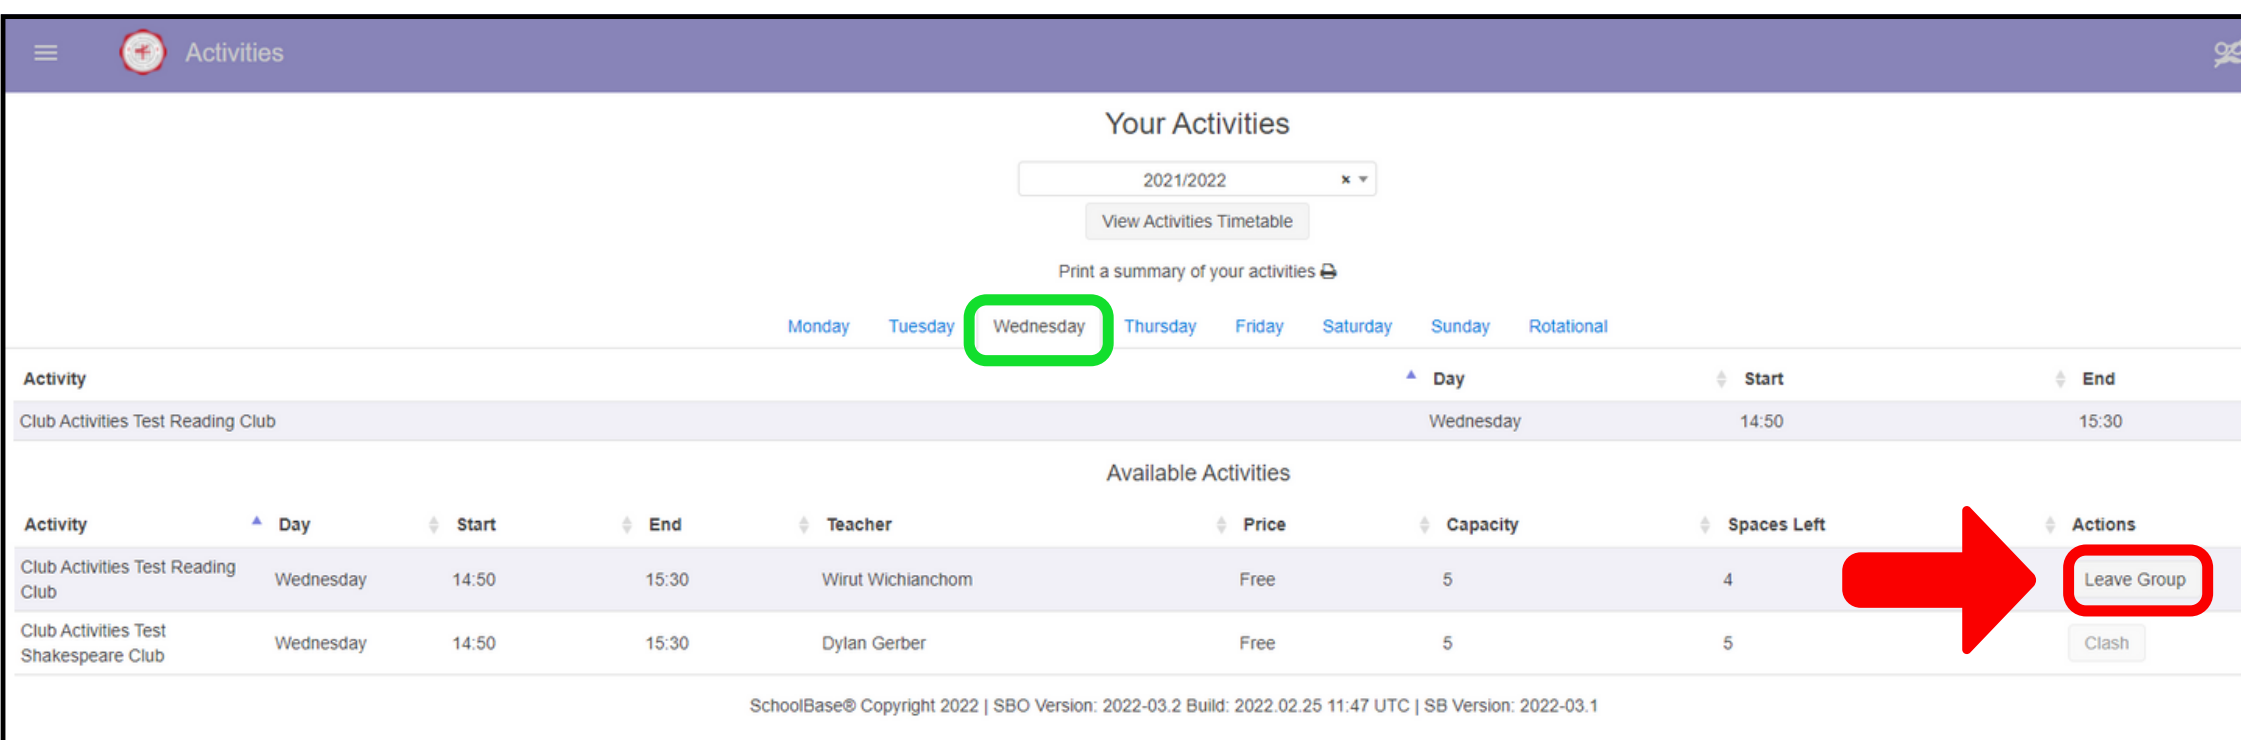 Activities
Your Activities
2021/2022 × ▼
View Activities Timetable
Print a summary of your activities
Monday Tuesday Wednesday Thursday Friday Saturday Sunday Rotational
Activity Day Start End
Club Activities Test Reading Club Wednesday 14:50 15:30
Available Activities
Activity Day Start End Teacher Price Capacity Spaces Left Actions
Club Activities Test Reading
Club Wednesday 14:50 15:30 Wirut Wichianchom Free 5 4 Leave Group
Club Activities Test
Shakespeare Club Wednesday 14:50 15:30 Dylan Gerber Free 5 5 Clash
SchoolBase® Copyright 2022 | SBO Version: 2022-03.2 Build: 2022.02.25 11:47 UTC | SB Version: 2022-03.1